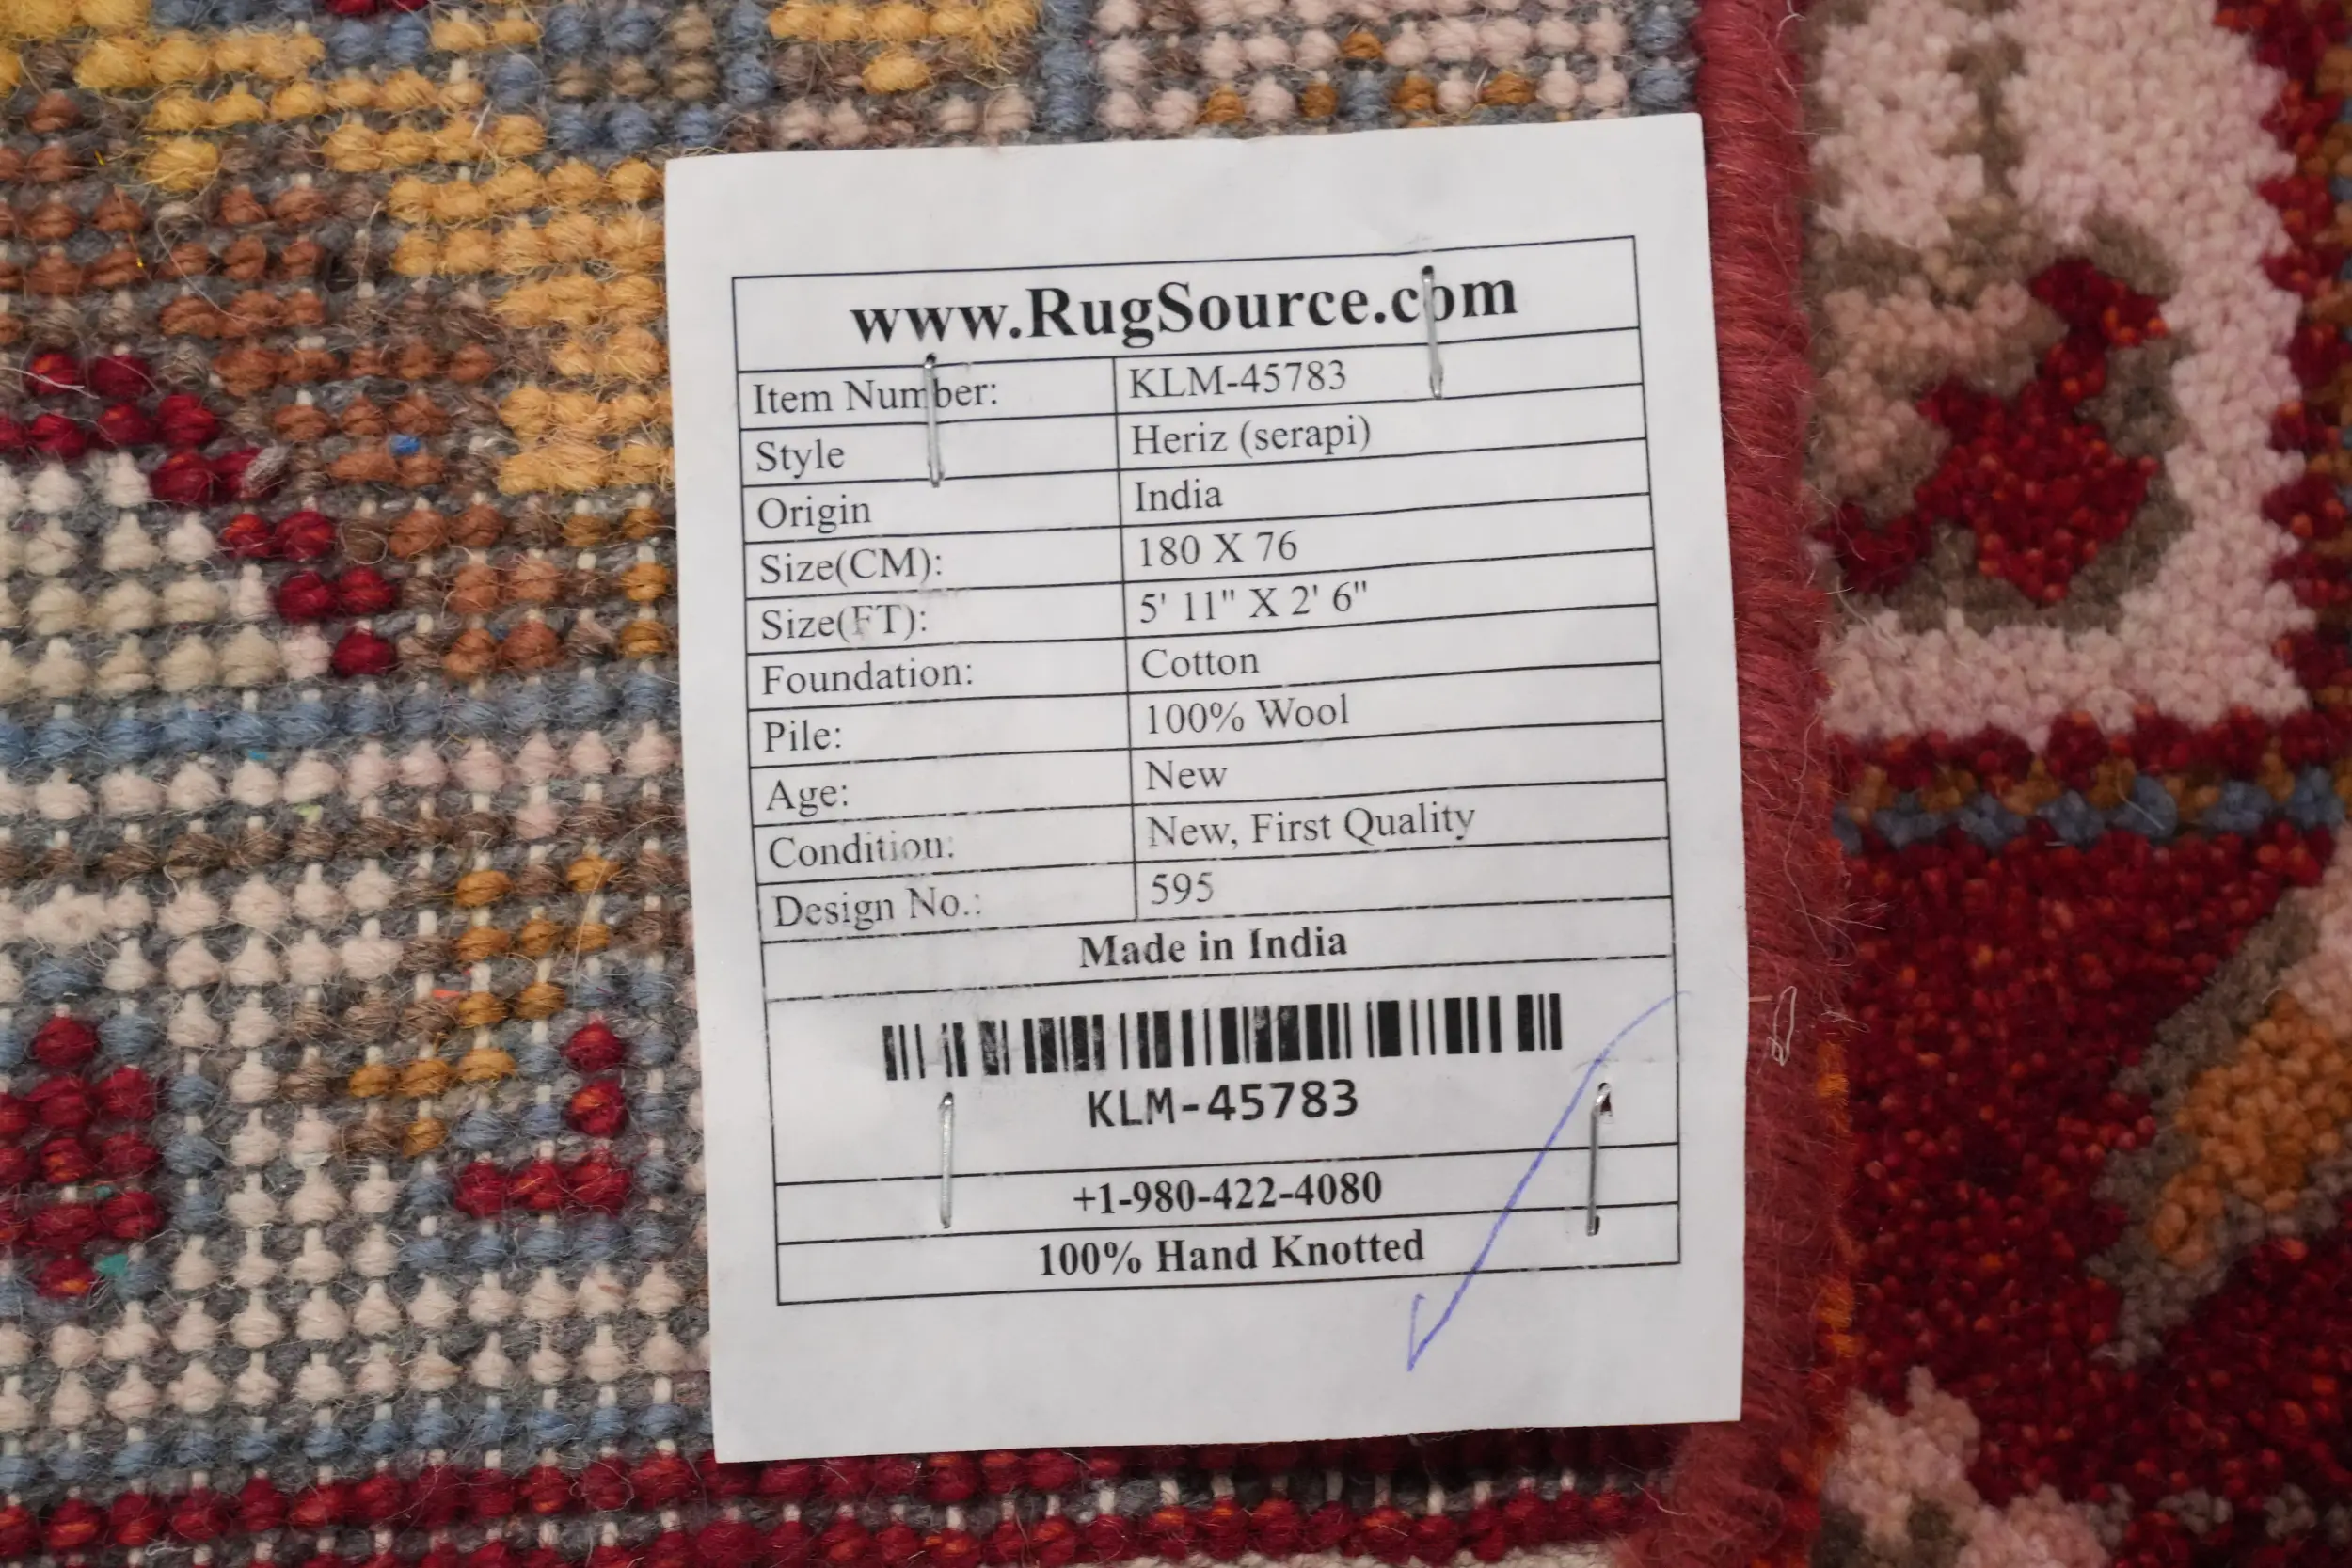 www.RugSource.com
Item Number: KLM-45783
Style Heriz (serapi)
Origin India
Size(CM): 180 X 76
Size(FT): 5' 11" X 2' 6"
Foundation: Cotton
Pile: 100% Wool
Age: New
Condition: New, First Quality
Design No.: 595
Made in India
KLM-45783
+1-980-422-4080
100% Hand Knotted